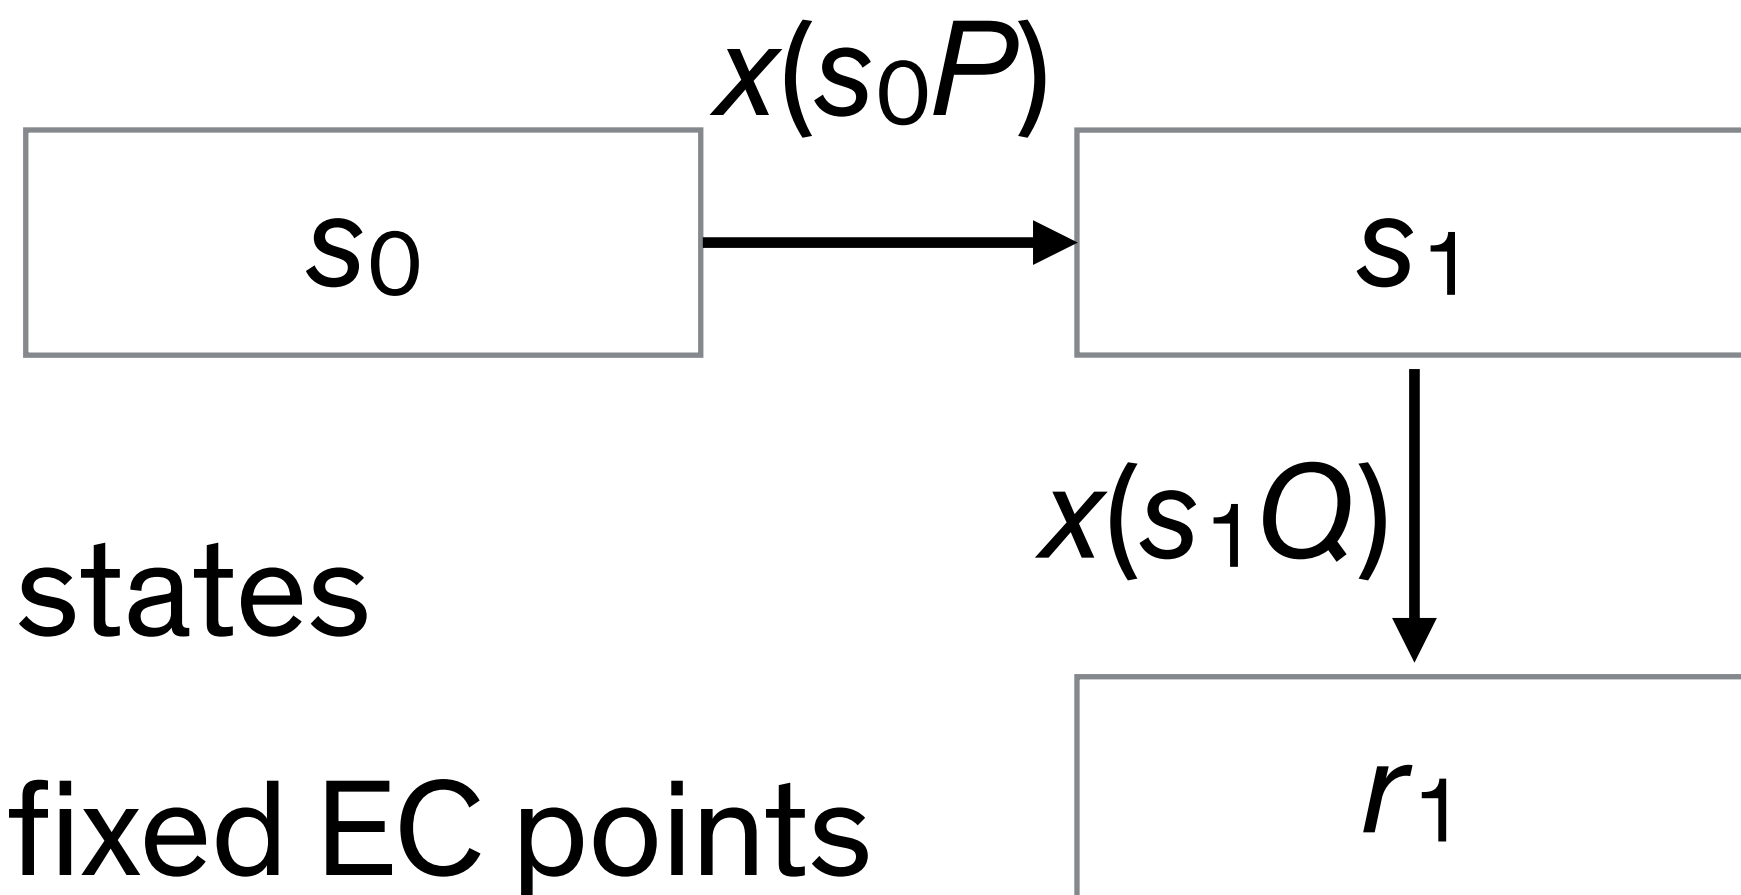 x(s₀P)
s₀
s₁
x(s₁Q)
states
fixed EC points
r₁